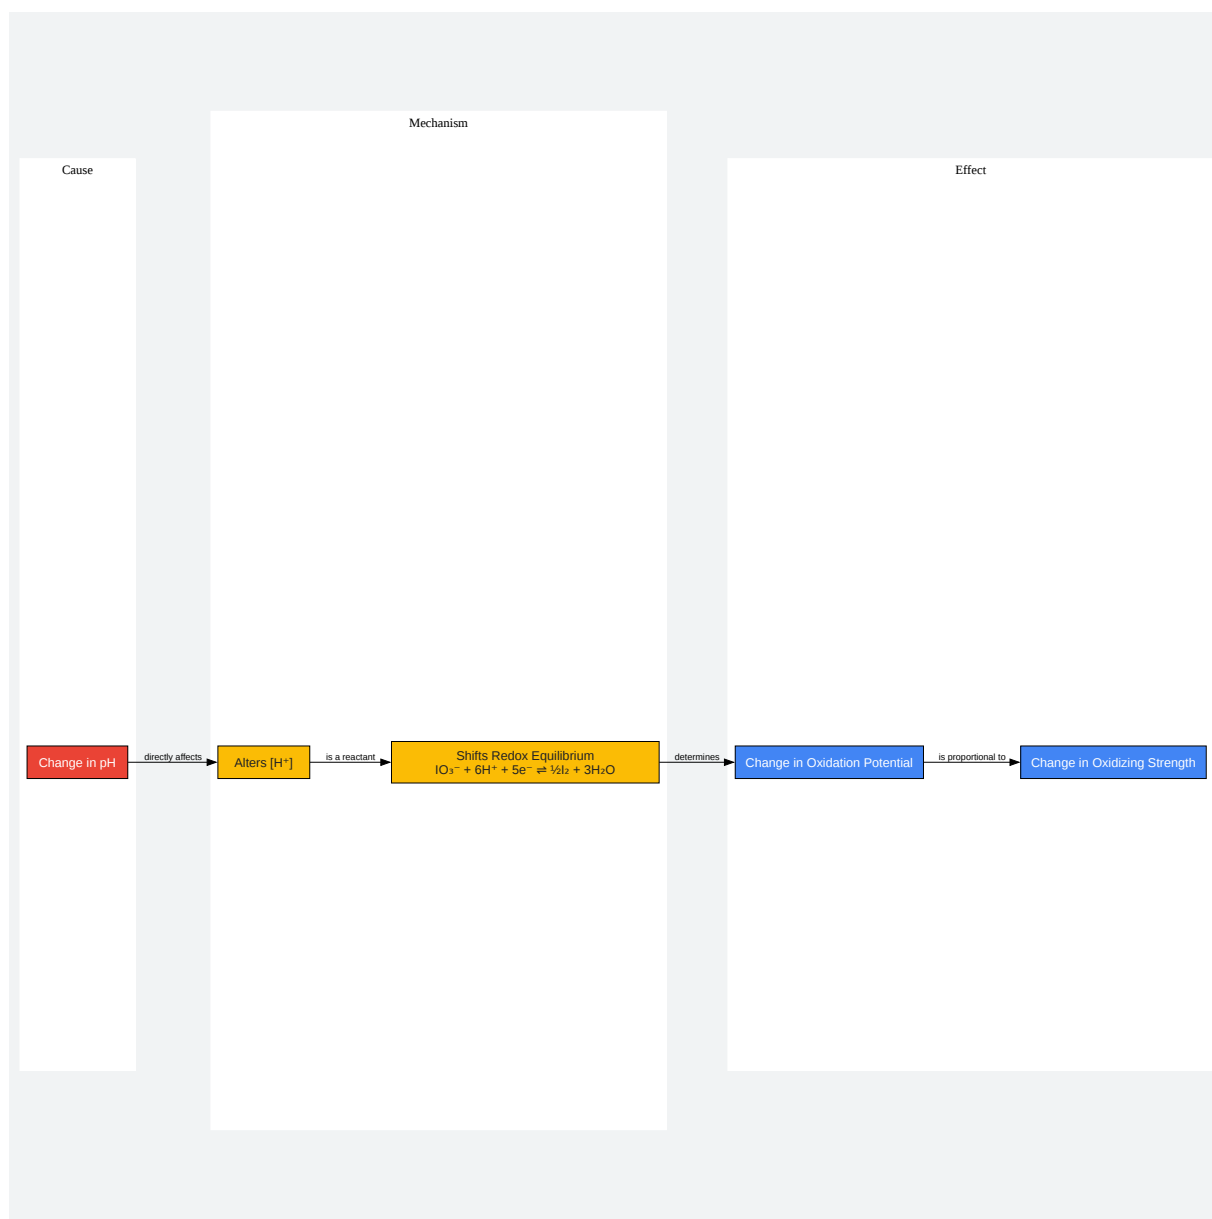 Mechanism
Cause
Effect
Change in pH
directly affects
Alters [H⁺]
is a reactant
Shifts Redox Equilibrium
IO₃⁻ + 6H⁺ + 5e⁻ ⇌ ½I₂ + 3H₂O
determines
Change in Oxidation Potential
is proportional to
Change in Oxidizing Strength